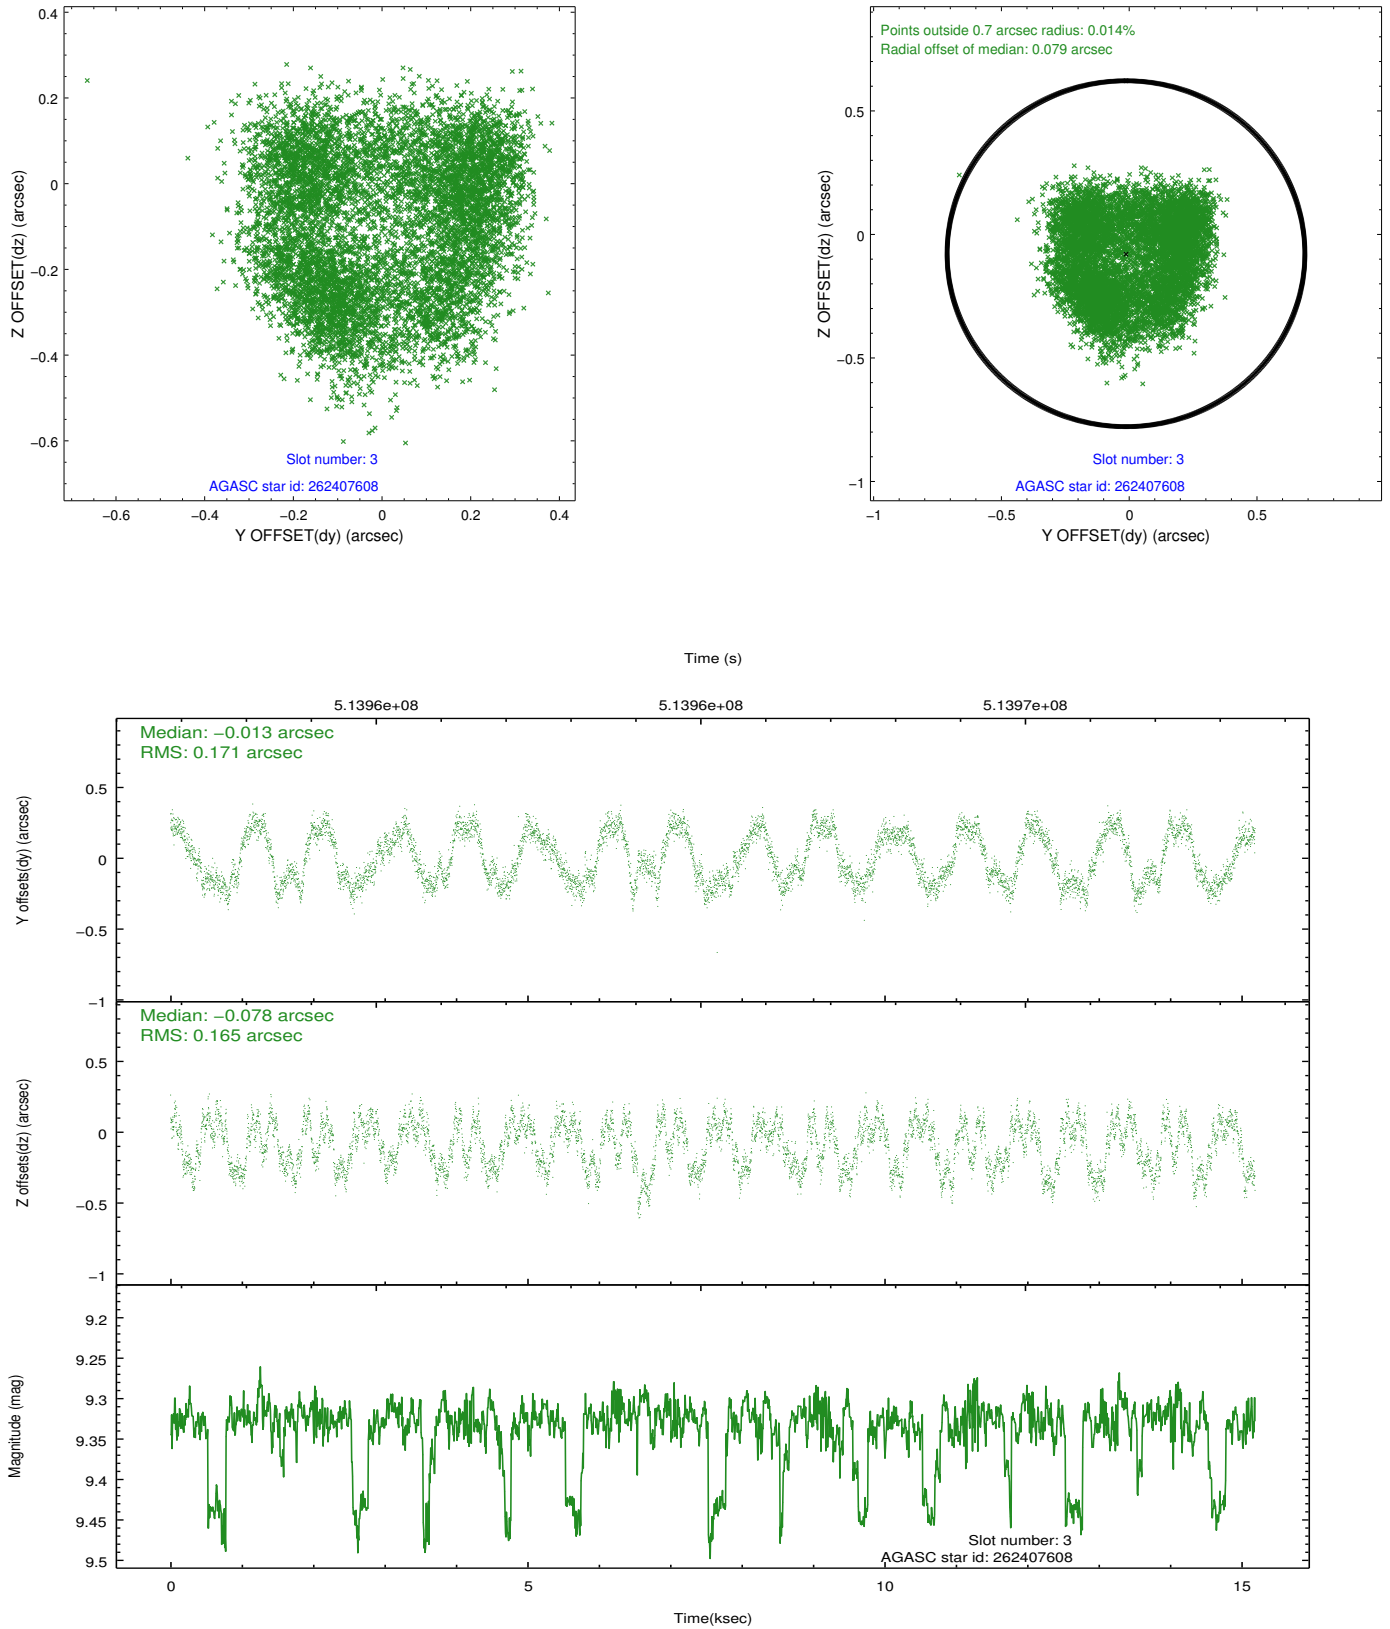 Points outside 0.7 arcsec radius: 0.014%
Radial offset of median: 0.079 arcsec
0.4
0.2
0
−0.2
−0.4
−0.6
Z OFFSET(dz) (arcsec)
−0.6
−0.4
−0.2
0
0.2
0.4
Y OFFSET(dy) (arcsec)
Slot number: 3
AGASC star id: 262407608
0.5
0
−0.5
−1
Z OFFSET(dz) (arcsec)
−1
−0.5
0
0.5
Y OFFSET(dy) (arcsec)
Slot number: 3
AGASC star id: 262407608
Time (s)
5.1396e+08
5.1396e+08
5.1397e+08
Median: −0.013 arcsec
RMS: 0.171 arcsec
0.5
0
−0.5
−1
Y offsets(dy) (arcsec)
Median: −0.078 arcsec
RMS: 0.165 arcsec
0.5
0
−0.5
−1
Z offsets(dz) (arcsec)
9.2
9.25
9.3
9.35
9.4
9.45
9.5
Magnitude (mag)
Slot number: 3
AGASC star id: 262407608
0
5
10
15
Time(ksec)